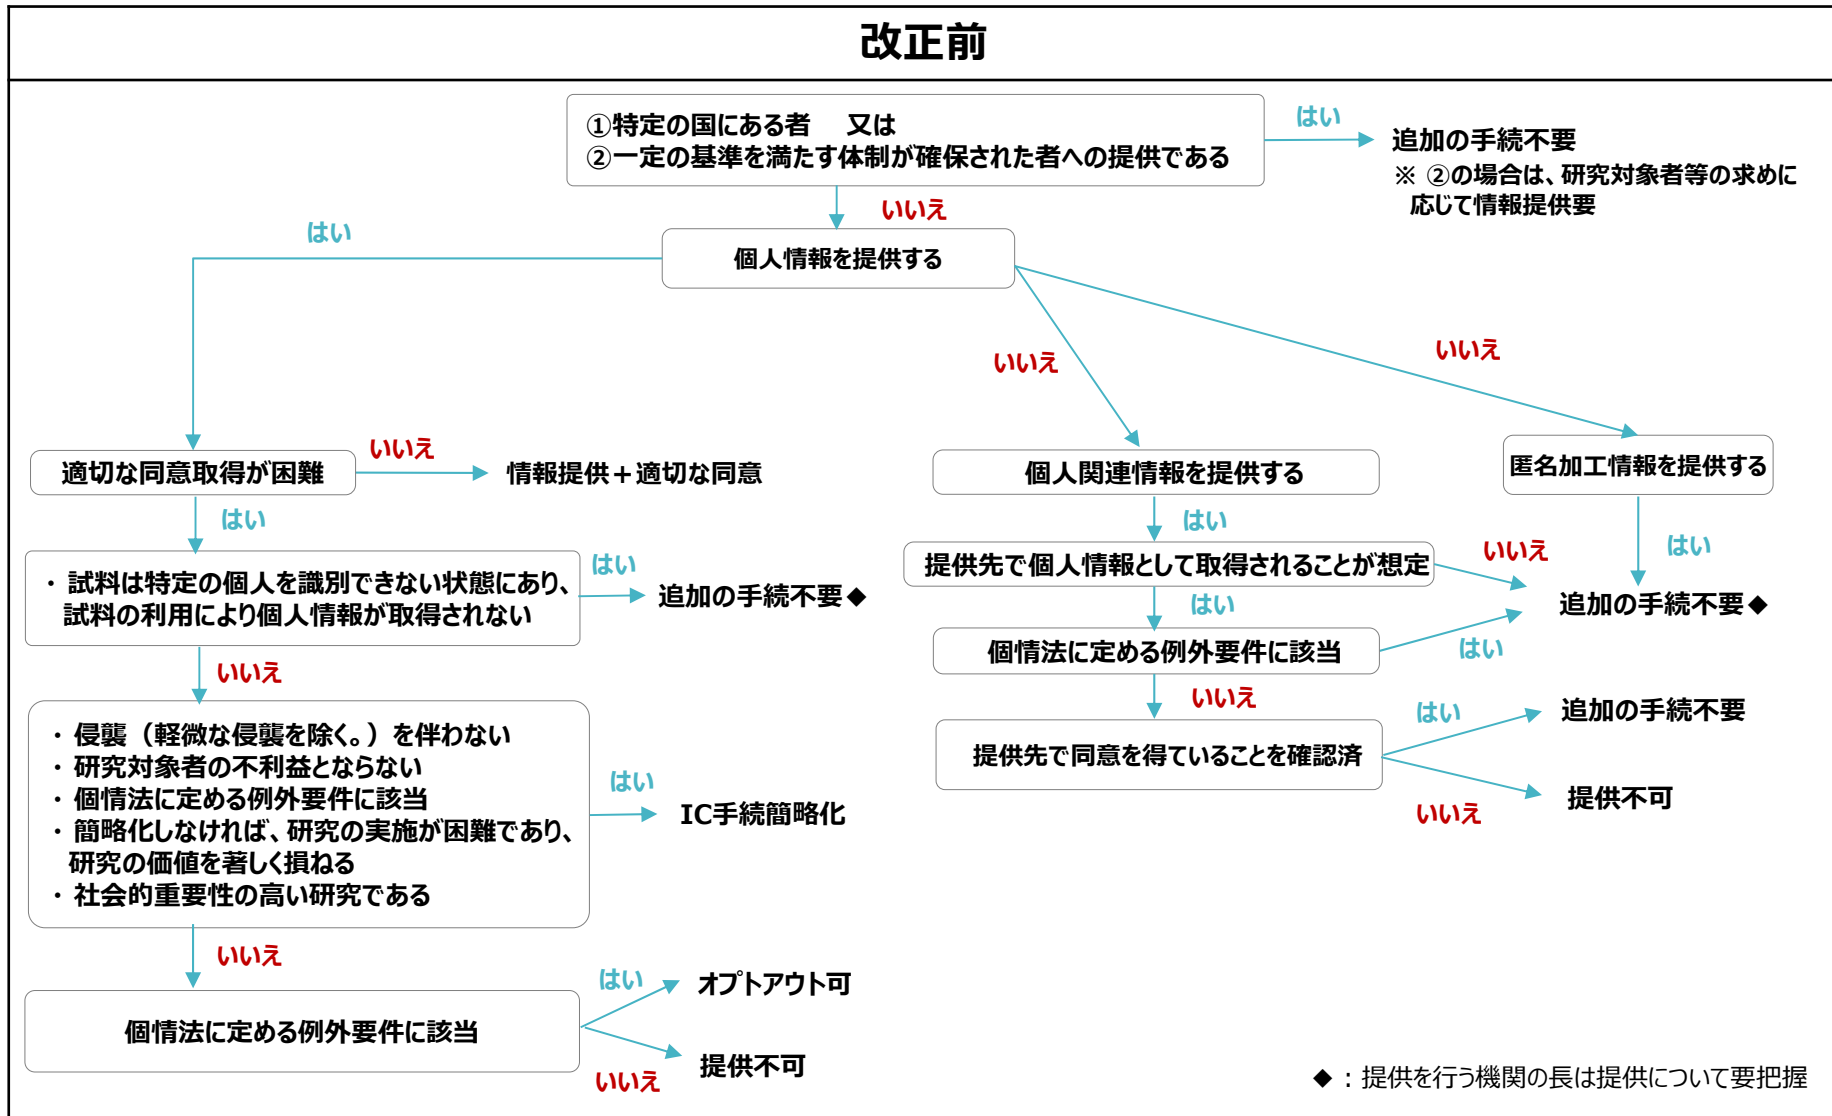 改正前
①特定の国にある者　又は
②一定の基準を満たす体制が確保された者への提供である
はい
追加の手続不要
※ ②の場合は、研究対象者等の求めに
応じて情報提供要
いいえ
はい
個人情報を提供する
いいえ
いいえ
適切な同意取得が困難
いいえ
情報提供＋適切な同意
個人関連情報を提供する
匿名加工情報を提供する
はい
はい
はい
・ 試料は特定の個人を識別できない状態にあり、
試料の利用により個人情報が取得されない
はい
追加の手続不要◆
提供先で個人情報として取得されることが想定
いいえ
追加の手続不要◆
はい
個情法に定める例外要件に該当
はい
いいえ
いいえ
・ 侵襲（軽微な侵襲を除く。）を伴わない
・ 研究対象者の不利益とならない
・ 個情法に定める例外要件に該当
・ 簡略化しなければ、研究の実施が困難であり、
研究の価値を著しく損ねる
・ 社会的重要性の高い研究である
はい
IC手続簡略化
提供先で同意を得ていることを確認済
はい
追加の手続不要
いいえ
提供不可
いいえ
個情法に定める例外要件に該当
はい
オプトアウト可
いいえ
提供不可
◆：提供を行う機関の長は提供について要把握